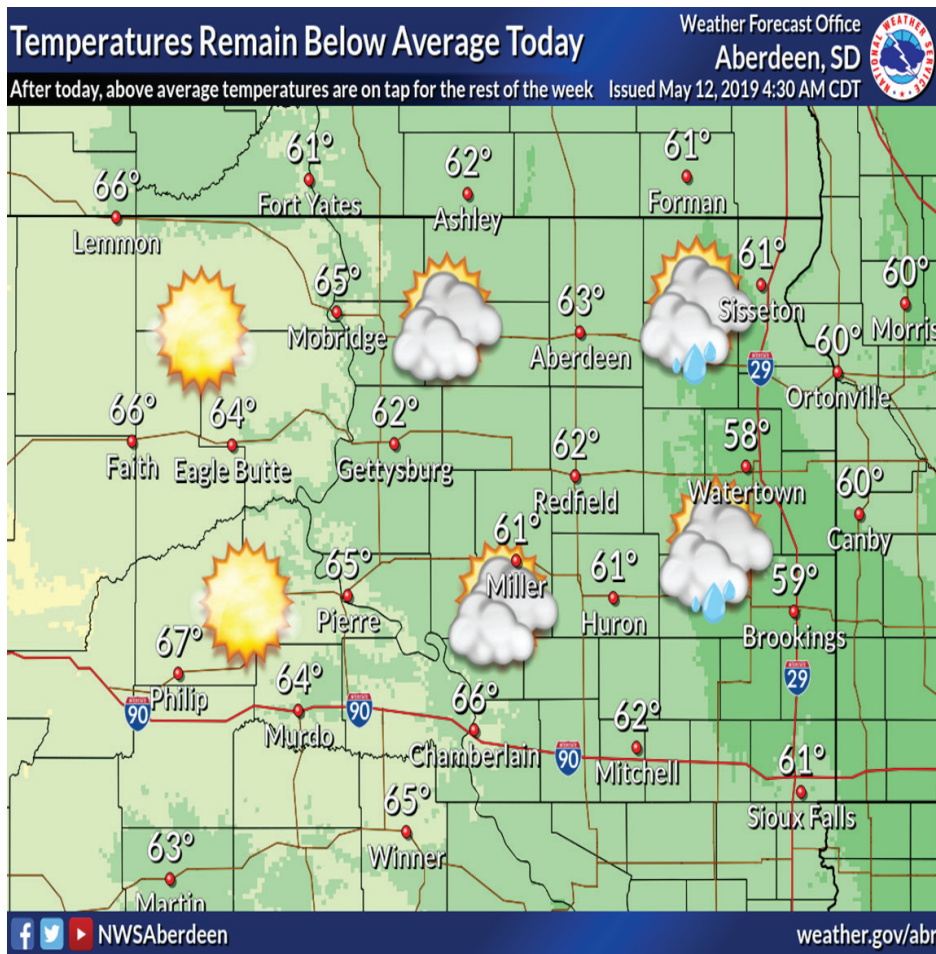 Temperatures Remain Below Average Today
Weather Forecast Office
Aberdeen, SD
NATIONAL WEATHER SERVICE
After today, above average temperatures are on tap for the rest of the week
Issued May 12, 2019 4:30 AM CDT
66°
Lemmon
61°
Fort Yates
62°
Ashley
61°
Forman
65°
Mobridge
63°
Aberdeen
61°
Sisseton
60°
Morris
60°
Ortonville
29
66°
Faith
64°
Eagle Butte
62°
Gettysburg
62°
Redfield
58°
Watertown
60°
Canby
65°
Pierre
61°
Miller
61°
Huron
59°
Brookings
29
67°
Philip
90
64°
Murdo
90
66°
Chamberlain
90
62°
Mitchell
61°
Sioux Falls
65°
Winner
63°
Martin
NWSAberdeen
weather.gov/abr